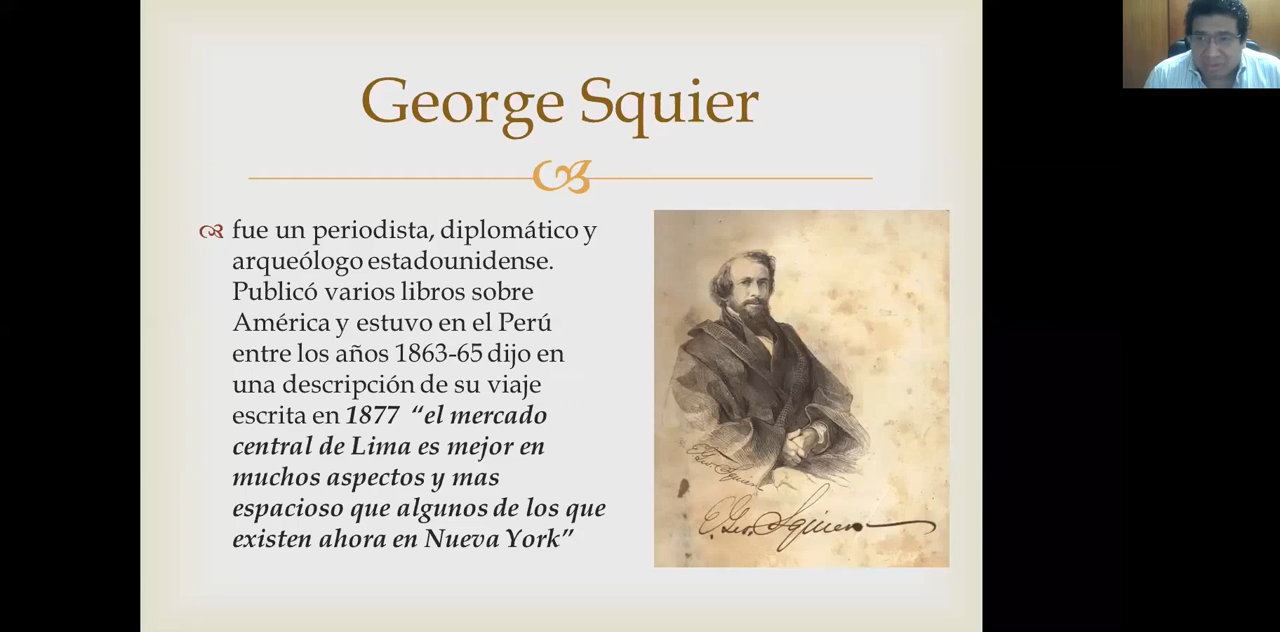 George Squier
fue un periodista, diplomático y
arqueólogo estadounidense.
Publicó varios libros sobre
América y estuvo en el Perú
entre los años 1863-65 dijo en
una descripción de su viaje
escrita en 1877 “el mercado
central de Lima es mejor en
muchos aspectos y mas
espacioso que algunos de los que
existen ahora en Nueva York”
E. Geo. Squier